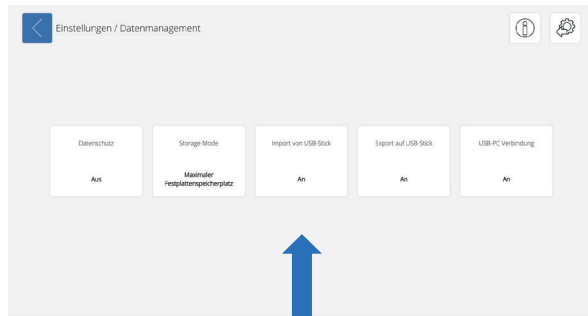 Einstellungen / Datenmanagement
Datenschutz
Aus
Storage Mode
Maximaler
Festplattenspeicherplatz
Import von USB-Stick
An
Export auf USB-Stick
An
USB-PC Verbindung
An